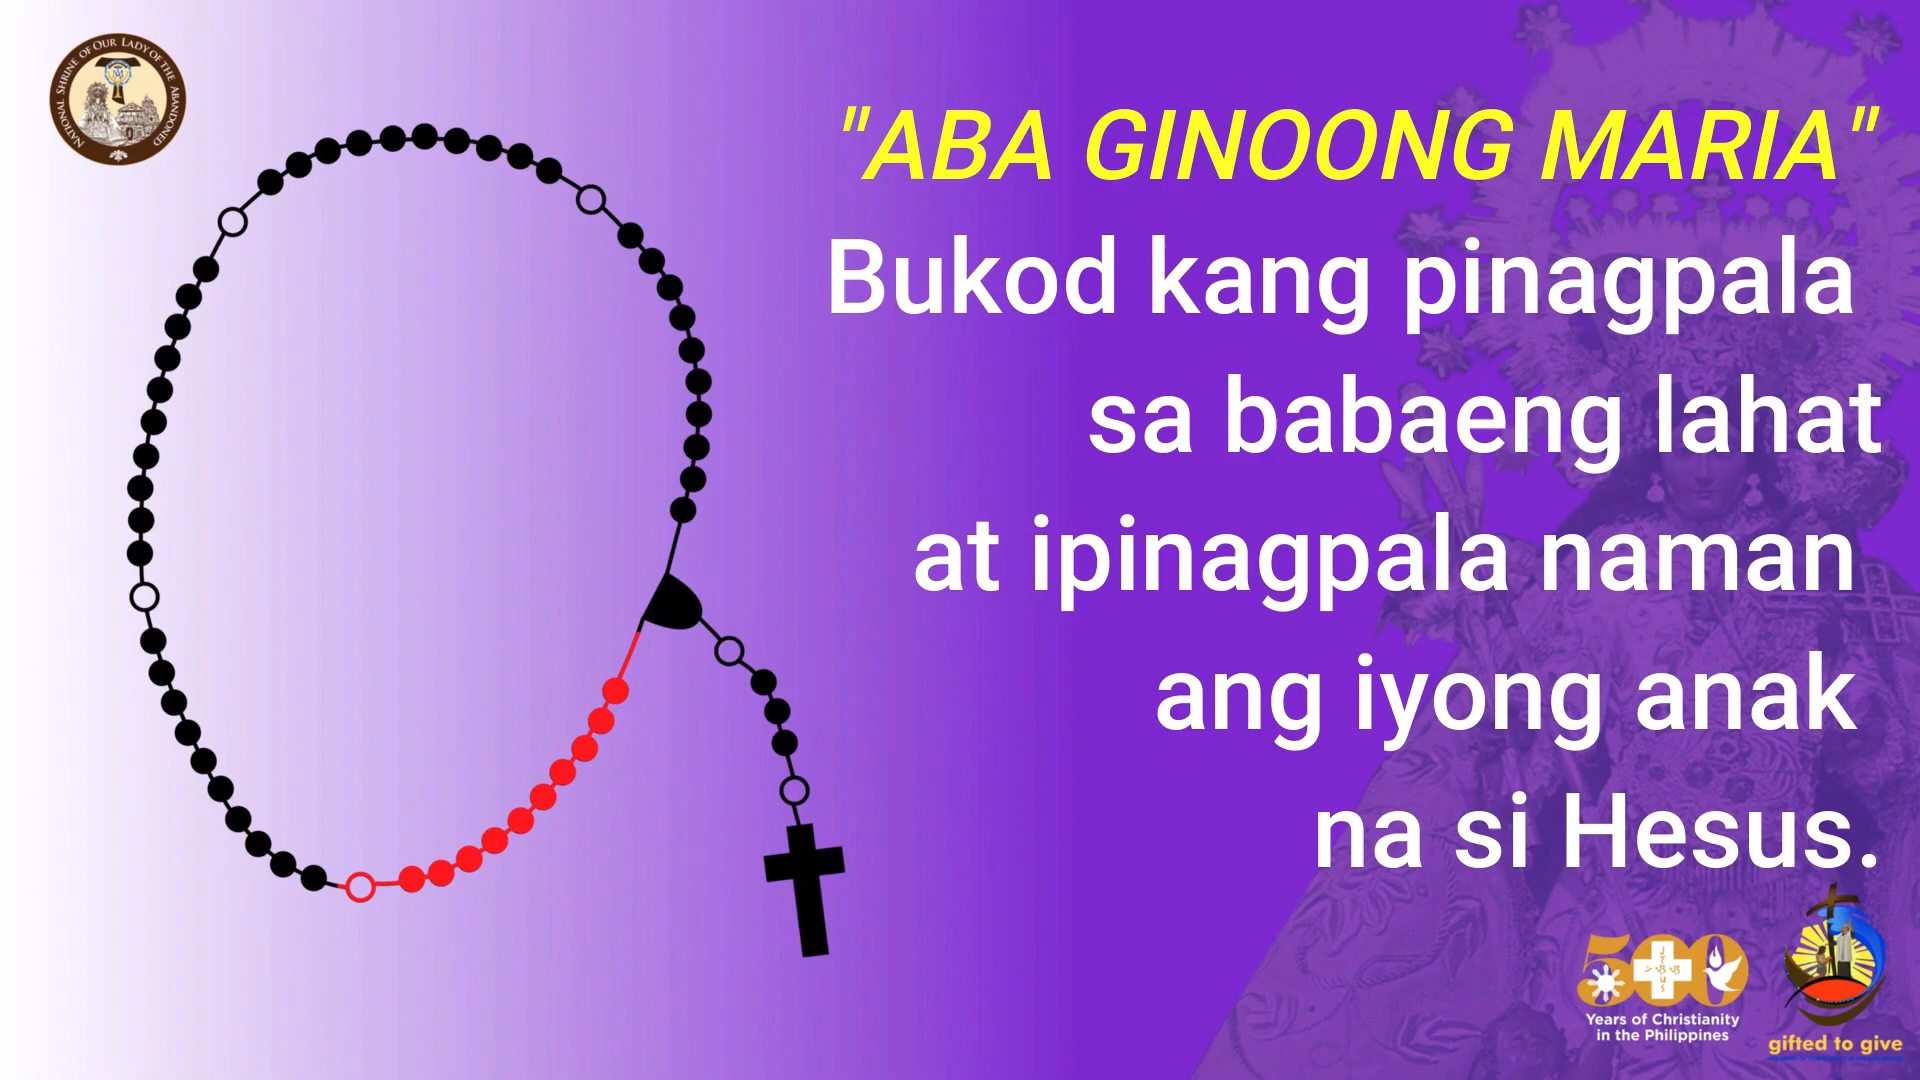 NATIONAL SHRINE OF OUR LADY OF THE ABANDONED
"ABA GINOONG MARIA"
Bukod kang pinagpala
sa babaeng lahat
at ipinagpala naman
ang iyong anak
na si Hesus.
500
Years of Christianity
in the Philippines
gifted to give